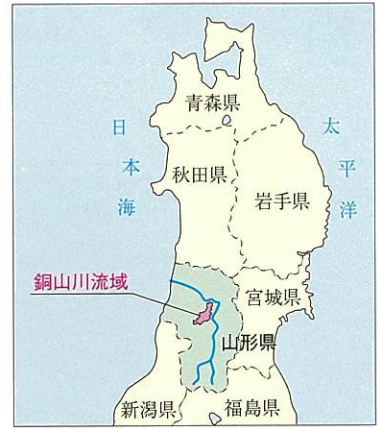 青森県
日本海
太平洋
秋田県
岩手県
銅山川流域
宮城県
山形県
新潟県
福島県